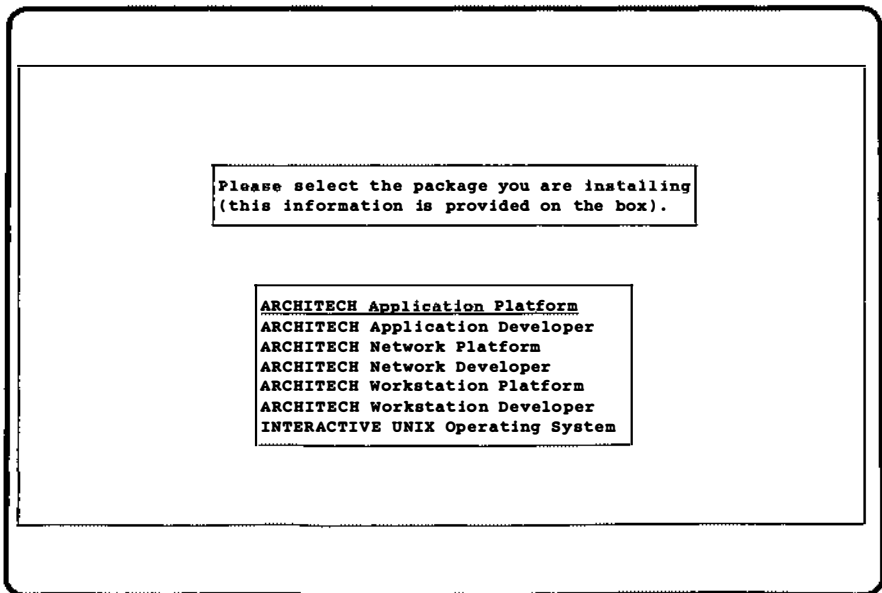 Please select the package you are installing
(this information is provided on the box).
ARCHITECH Application Platform
ARCHITECH Application Developer
ARCHITECH Network Platform
ARCHITECH Network Developer
ARCHITECH Workstation Platform
ARCHITECH Workstation Developer
INTERACTIVE UNIX Operating System